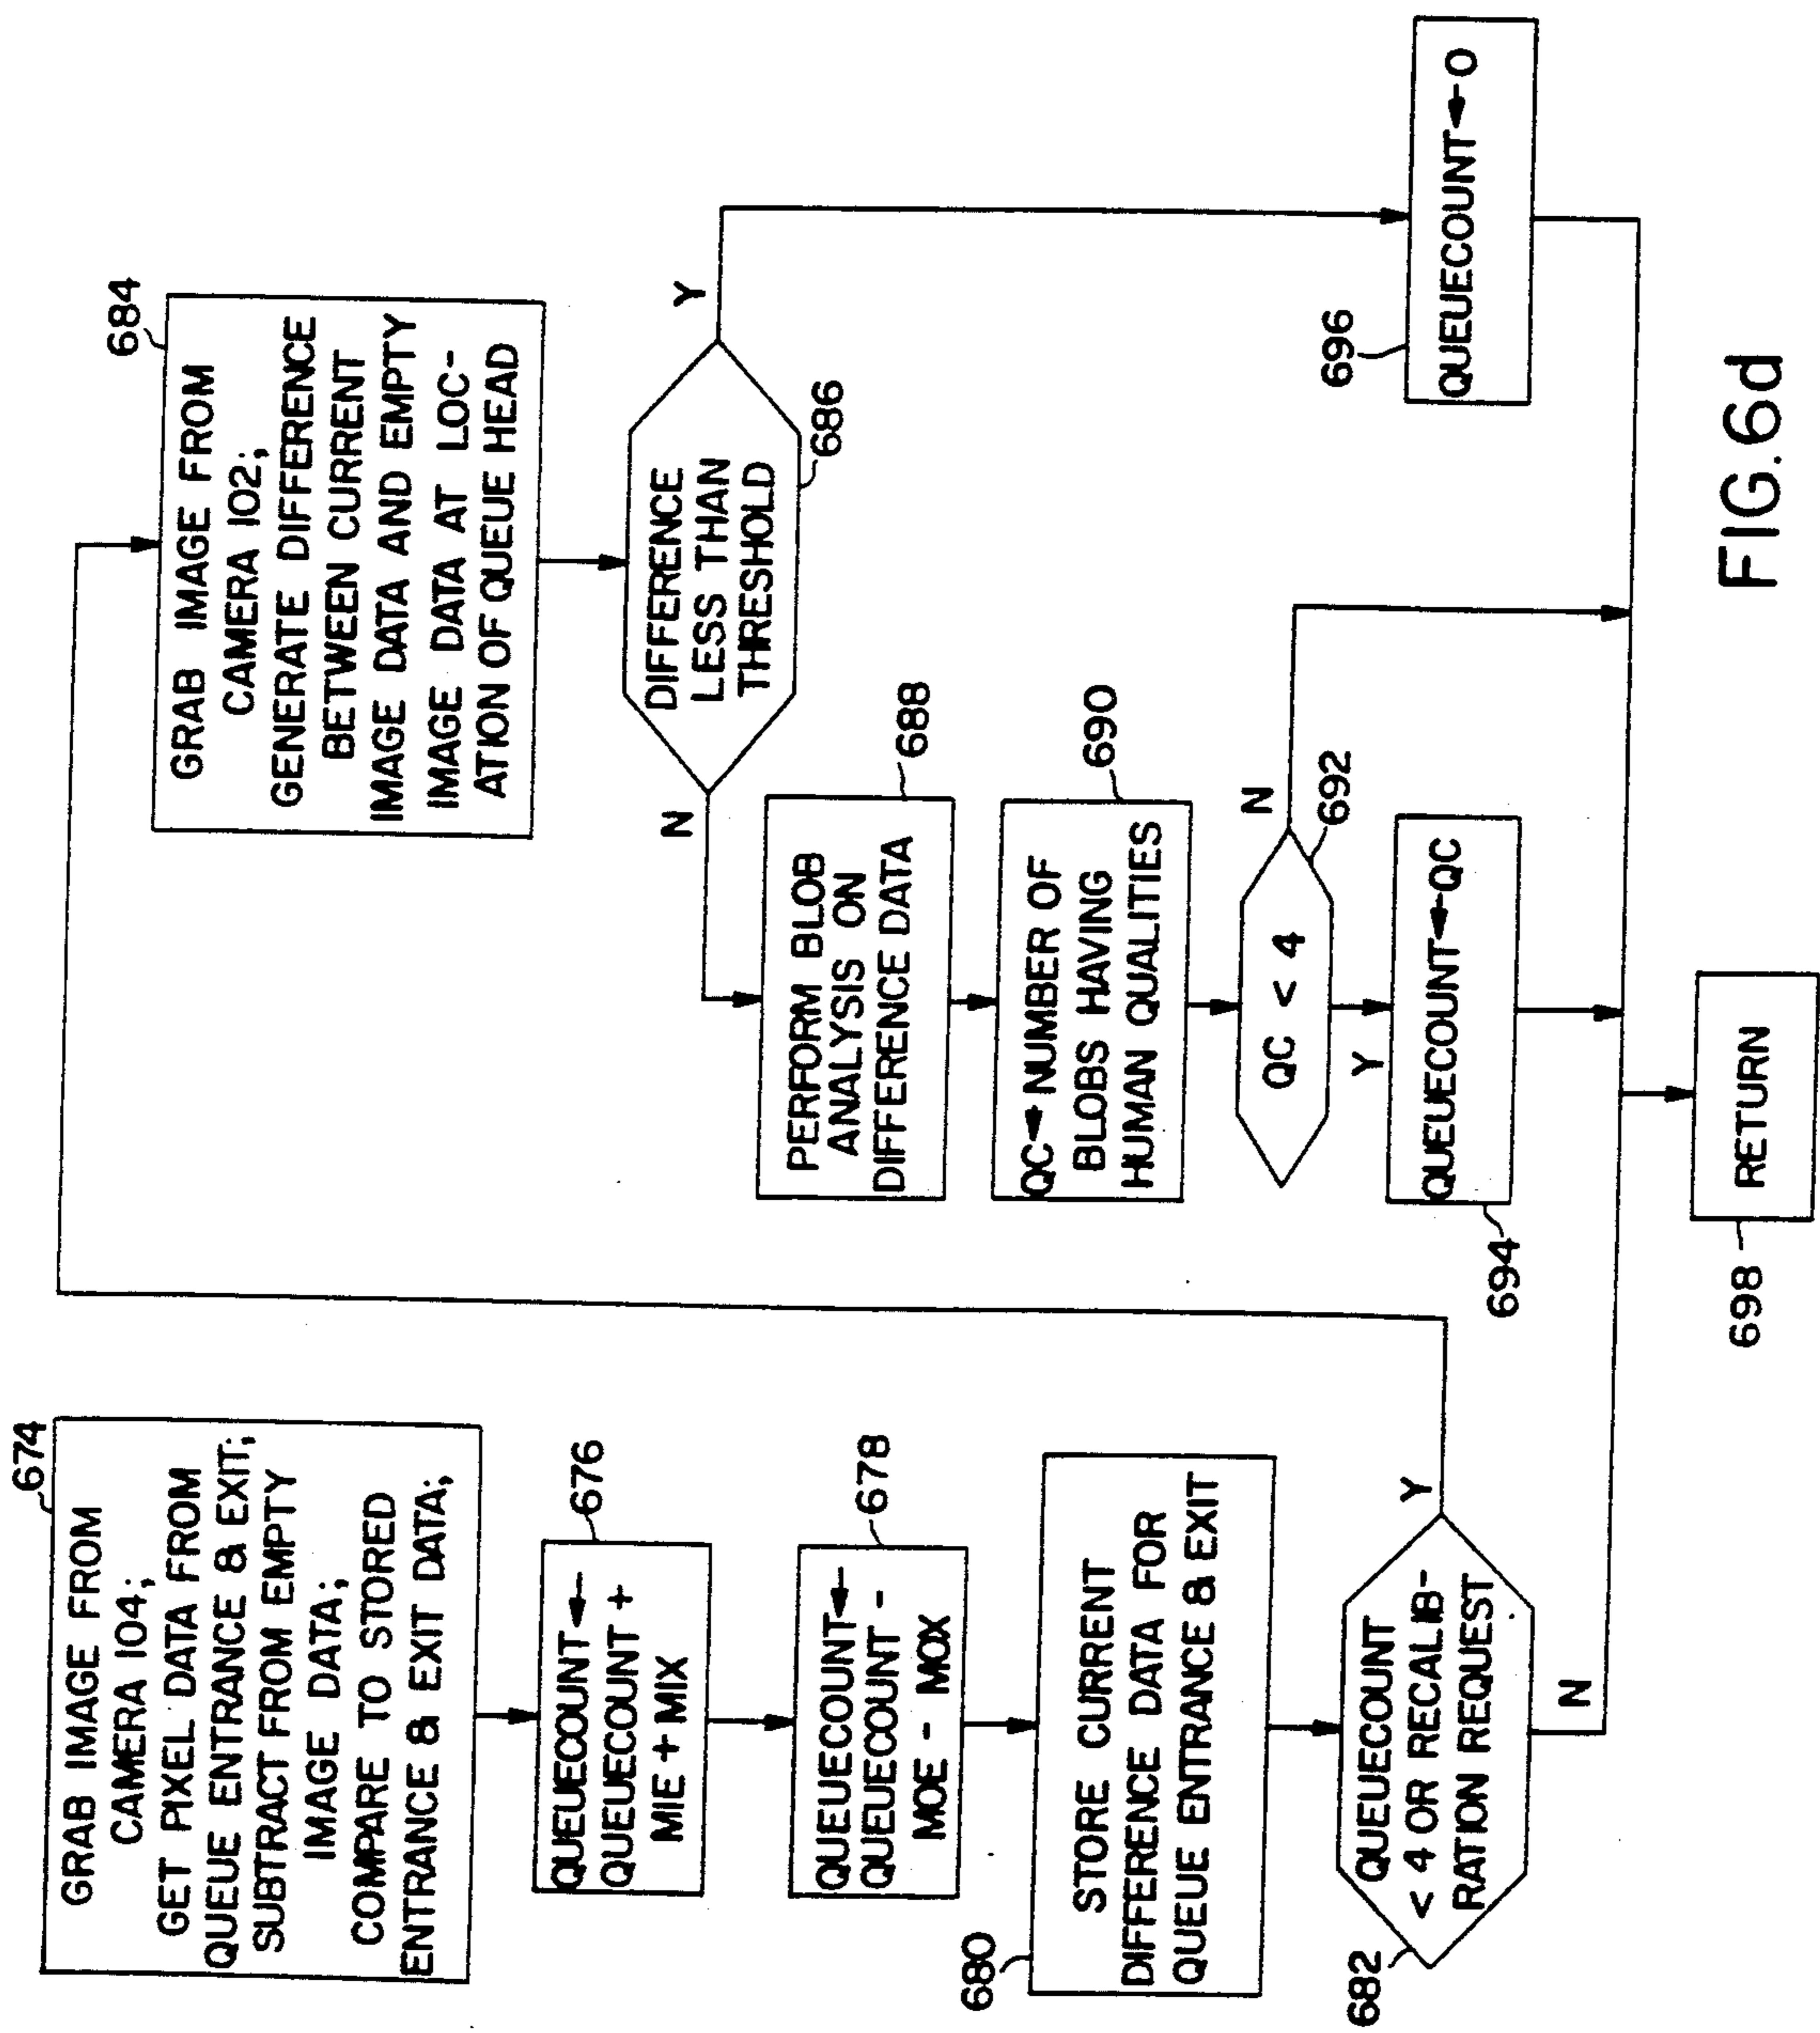 674
GRAB IMAGE FROM
CAMERA 104;
GET PIXEL DATA FROM
QUEUE ENTRANCE & EXIT;
SUBTRACT FROM EMPTY
IMAGE DATA;
COMPARE TO STORED
ENTRANCE & EXIT DATA;
676
QUEUECOUNT←
QUEUECOUNT +
MIE + MIX
678
QUEUECOUNT←
QUEUECOUNT -
MOE - MOX
680
STORE CURRENT
DIFFERENCE DATA FOR
QUEUE ENTRANCE & EXIT
682
QUEUECOUNT
< 4 OR RECALIB-
RATION REQUEST
Y
N
684
GRAB IMAGE FROM
CAMERA 102;
GENERATE DIFFERENCE
BETWEEN CURRENT
IMAGE DATA AND EMPTY
IMAGE DATA AT LOC-
ATION OF QUEUE HEAD
DIFFERENCE
LESS THAN
THRESHOLD
686
N
Y
688
PERFORM BLOB
ANALYSIS ON
DIFFERENCE DATA
690
QC←NUMBER OF
BLOBS HAVING
HUMAN QUALITIES
QC < 4
692
N
Y
694
QUEUECOUNT←QC
696
QUEUECOUNT←0
698
RETURN
FIG.6d